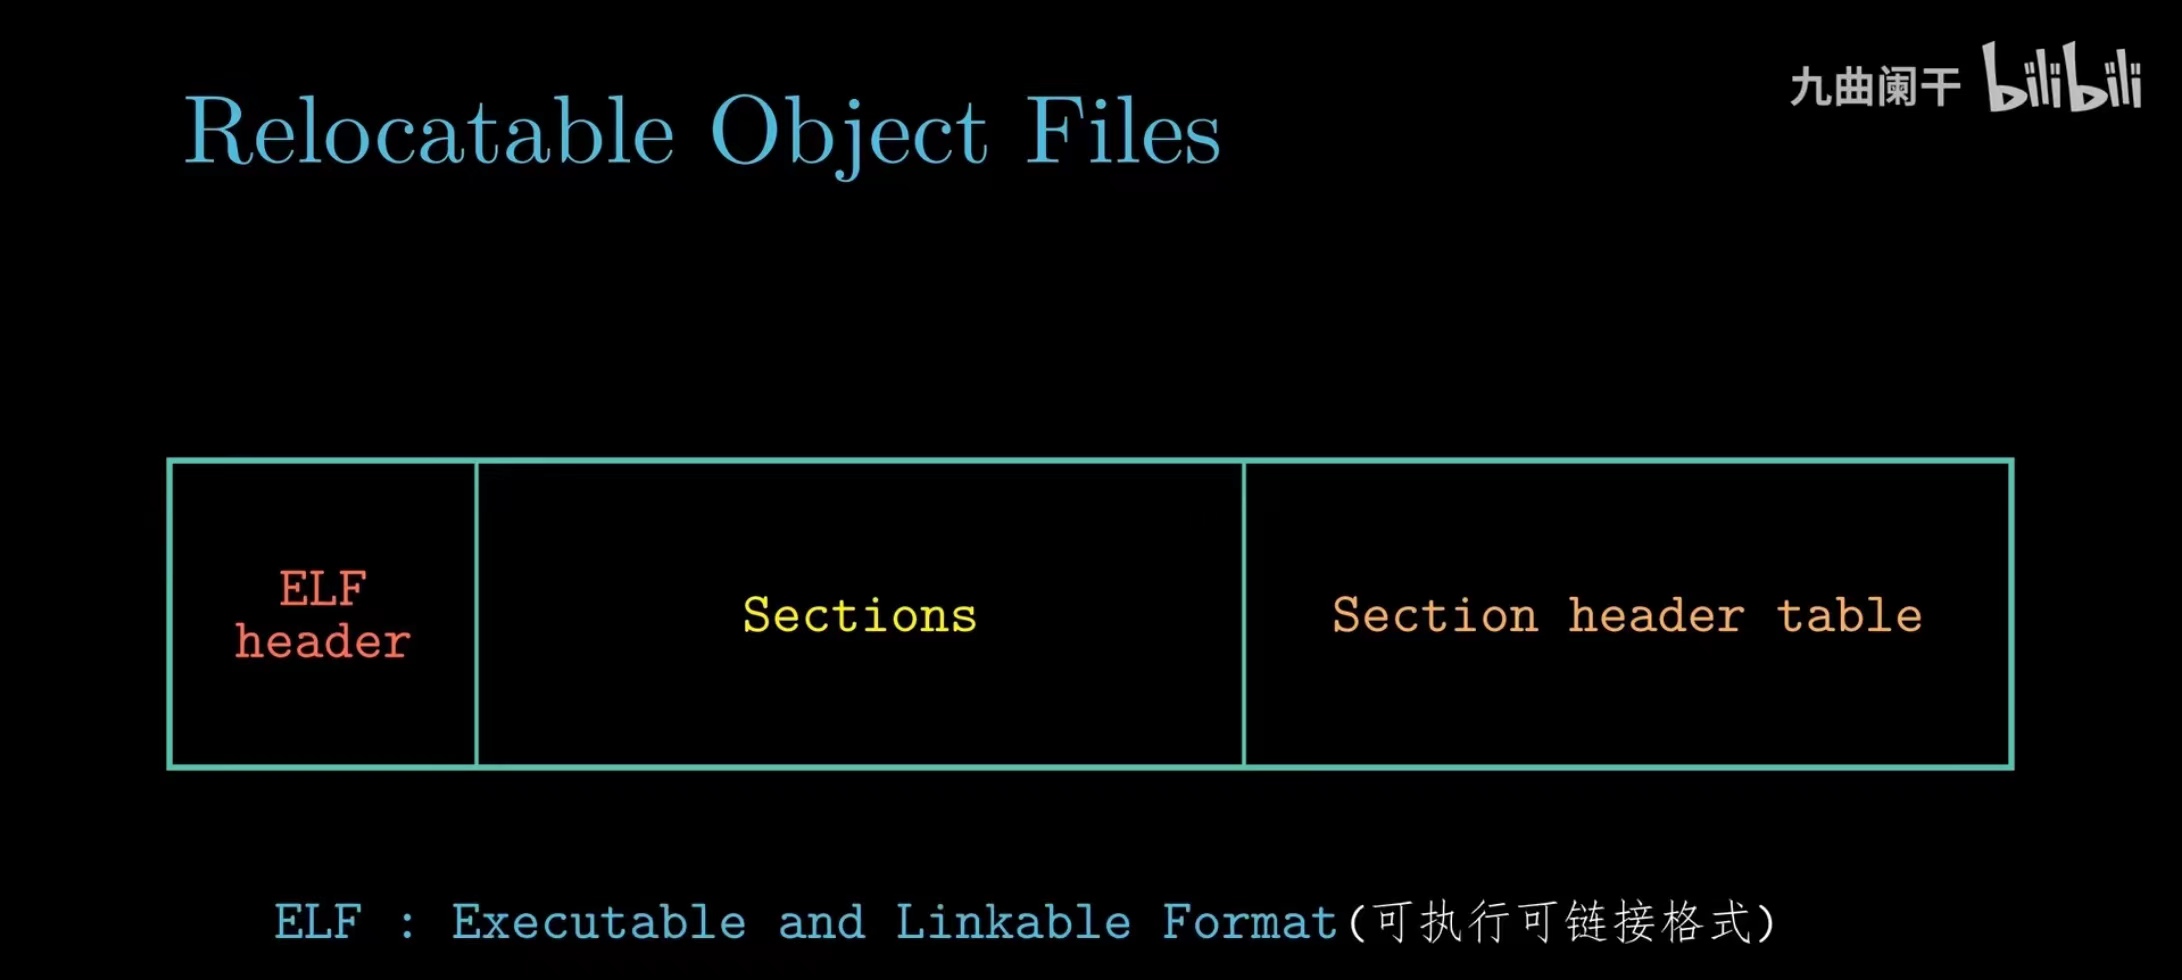 九曲阑干 bilibili
Relocatable Object Files
ELF
header
Sections
Section header table
ELF : Executable and Linkable Format(可执行可链接格式)